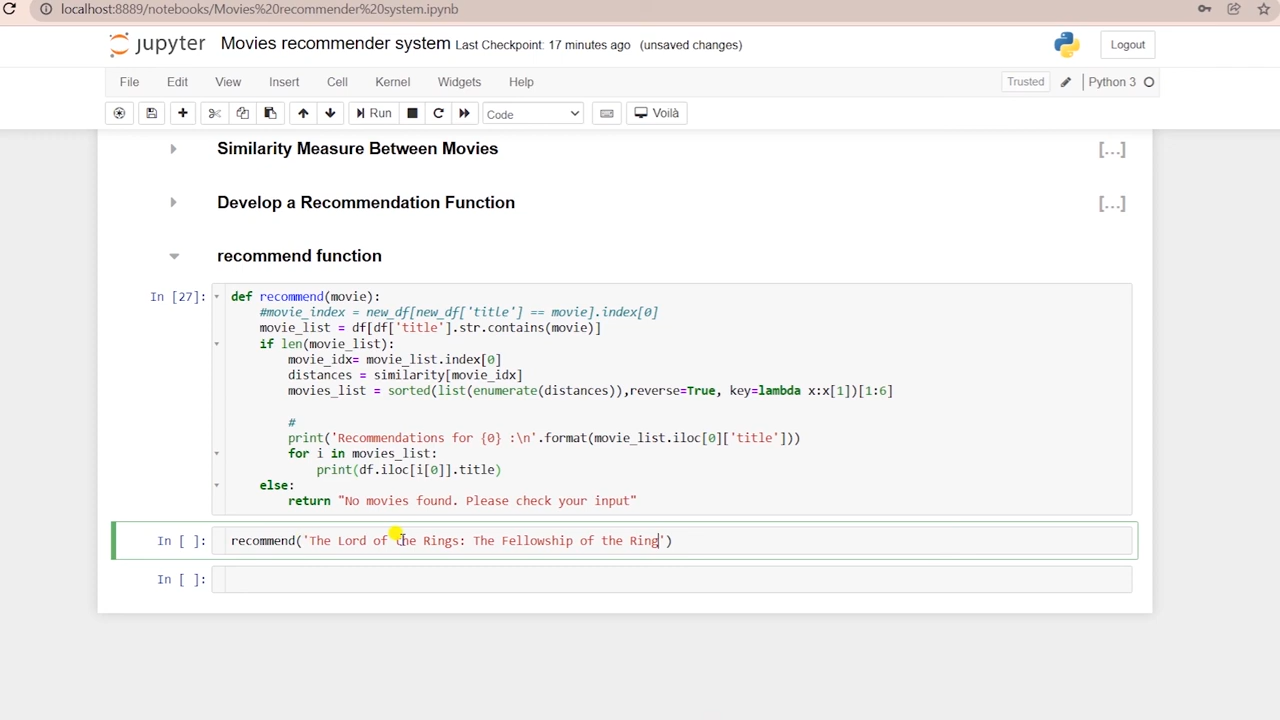 localhost:8889/notebooks/Movies%20recommender%20system.ipynb
jupyter Movies recommender system Last Checkpoint: 17 minutes ago (unsaved changes) Logout
File Edit View Insert Cell Kernel Widgets Help Trusted Python 3
Run Code Voilà
Similarity Measure Between Movies [...]
Develop a Recommendation Function [...]
recommend function
In [27]: def recommend(movie):
#movie_index = new_df[new_df['title'] == movie].index[0]
movie_list = df[df['title'].str.contains(movie)]
if len(movie_list):
movie_idx= movie_list.index[0]
distances = similarity[movie_idx]
movies_list = sorted(list(enumerate(distances)),reverse=True, key=lambda x:x[1])[1:6]
#
print('Recommendations for {0} :\n'.format(movie_list.iloc[0]['title']))
for i in movies_list:
print(df.iloc[i[0]].title)
else:
return "No movies found. Please check your input"
In [ ]: recommend('The Lord of the Rings: The Fellowship of the Ring')
In [ ]: